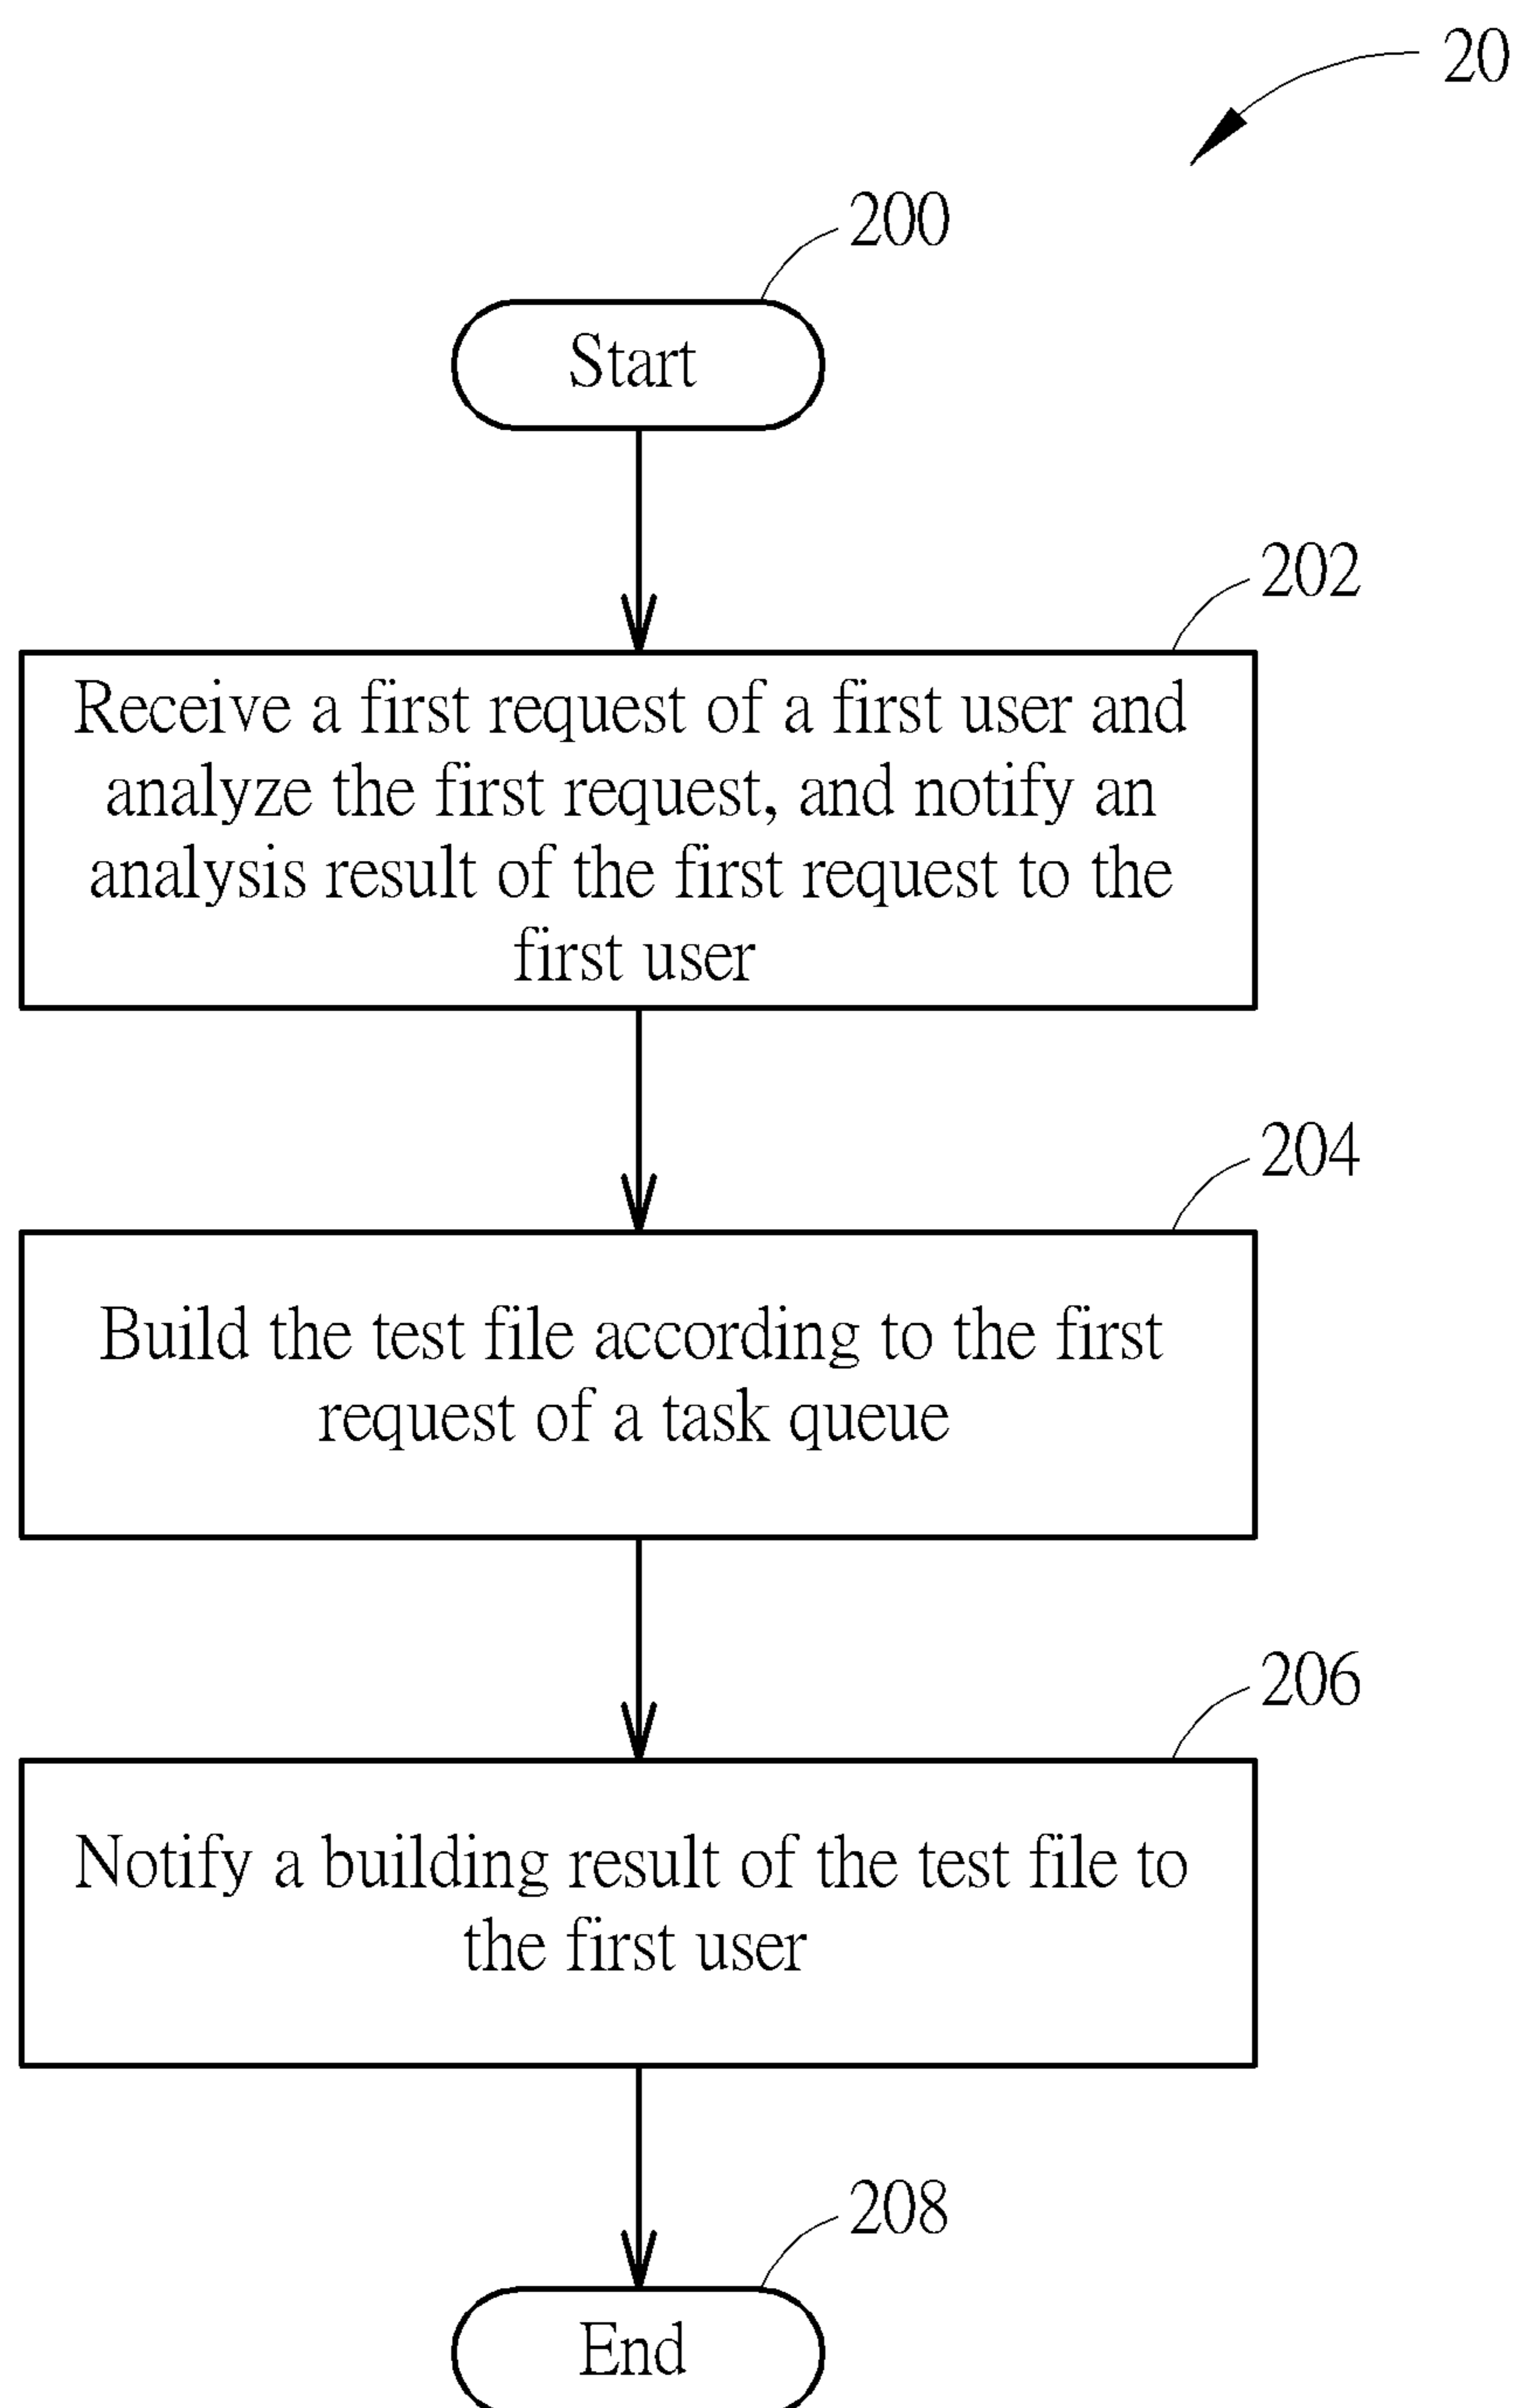 20
200
Start
202
Receive a first request of a first user and
analyze the first request, and notify an
analysis result of the first request to the
first user
204
Build the test file according to the first
request of a task queue
206
Notify a building result of the test file to
the first user
208
End